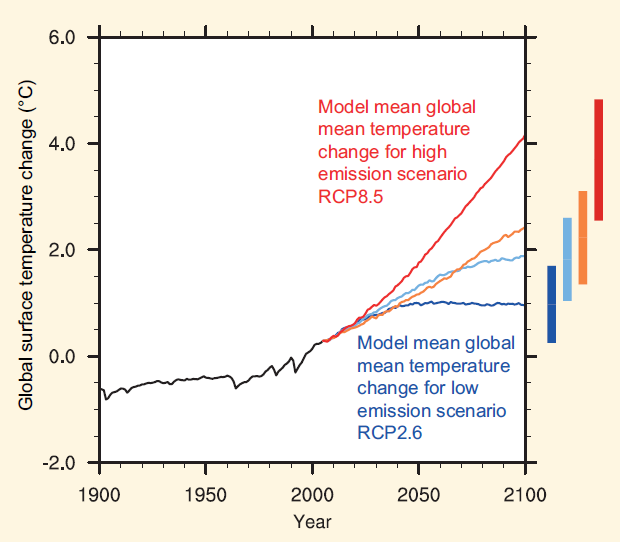 6.0
4.0
2.0
0.0
-2.0
Global surface temperature change (°C)
Model mean global
mean temperature
change for high
emission scenario
RCP8.5
Model mean global
mean temperature
change for low
emission scenario
RCP2.6
1900 1950 2000 2050 2100
Year